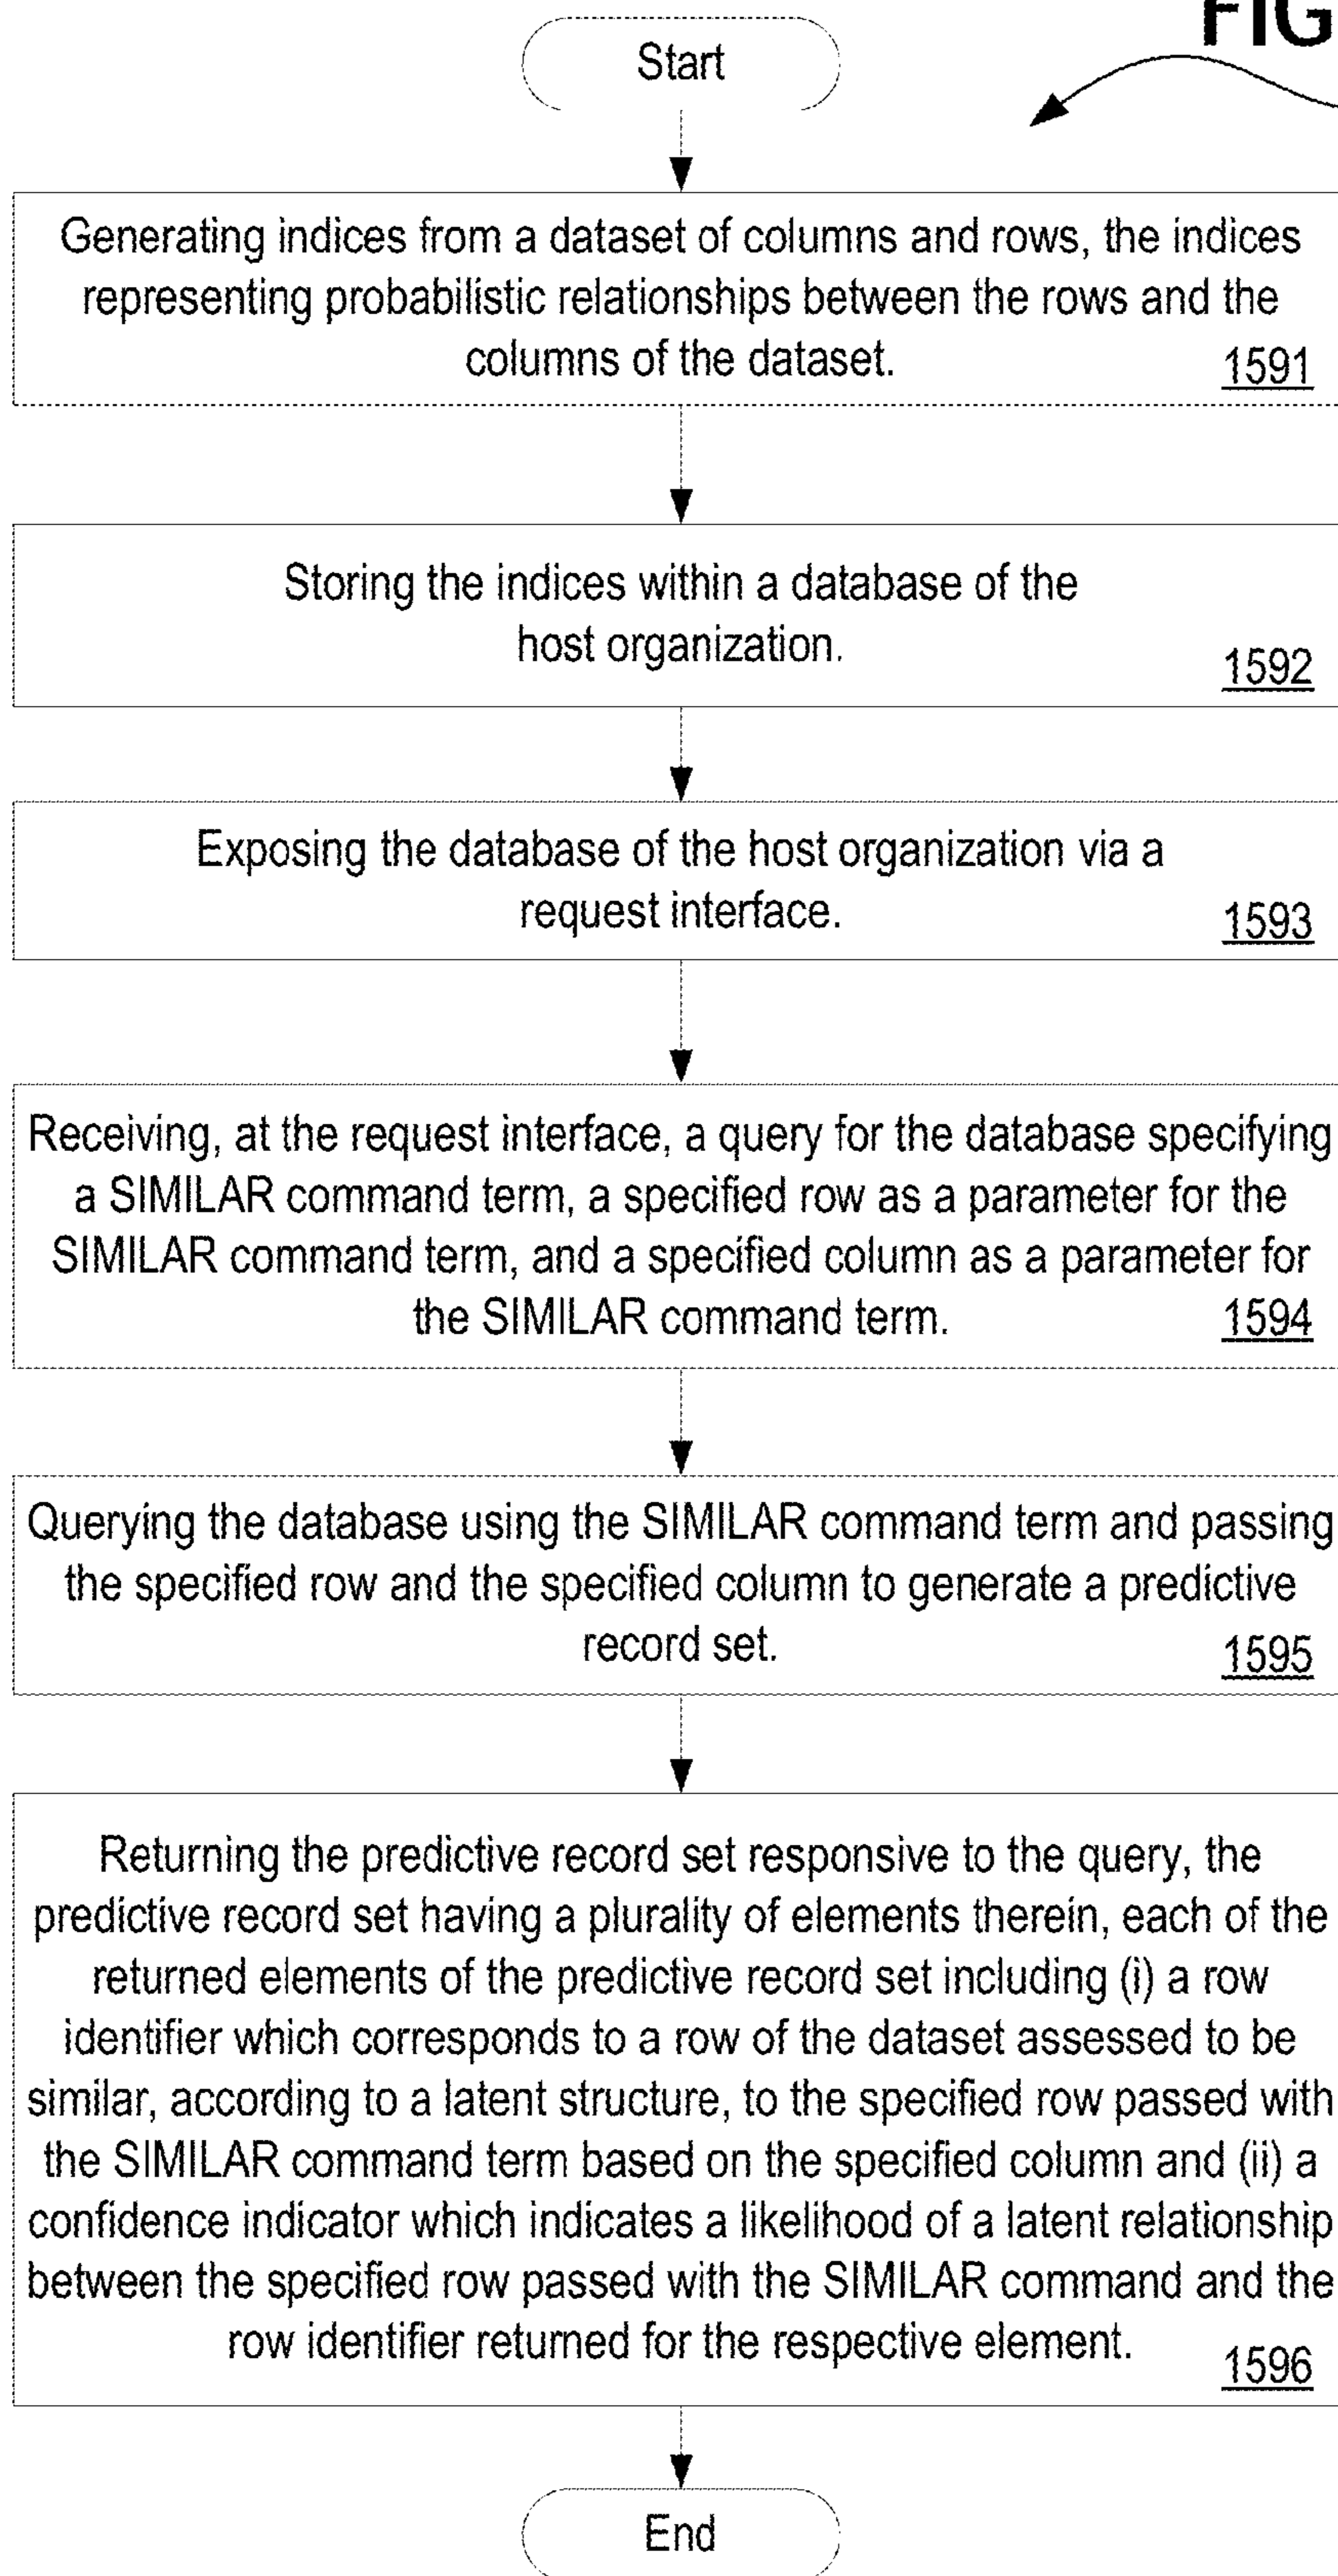 FIG
Start
Generating indices from a dataset of columns and rows, the indices
representing probabilistic relationships between the rows and the
columns of the dataset.
1591
Storing the indices within a database of the
host organization.
1592
Exposing the database of the host organization via a
request interface.
1593
Receiving, at the request interface, a query for the database specifying
a SIMILAR command term, a specified row as a parameter for the
SIMILAR command term, and a specified column as a parameter for
the SIMILAR command term.
1594
Querying the database using the SIMILAR command term and passing
the specified row and the specified column to generate a predictive
record set.
1595
Returning the predictive record set responsive to the query, the
predictive record set having a plurality of elements therein, each of the
returned elements of the predictive record set including (i) a row
identifier which corresponds to a row of the dataset assessed to be
similar, according to a latent structure, to the specified row passed with
the SIMILAR command term based on the specified column and (ii) a
confidence indicator which indicates a likelihood of a latent relationship
between the specified row passed with the SIMILAR command and the
row identifier returned for the respective element.
1596
End